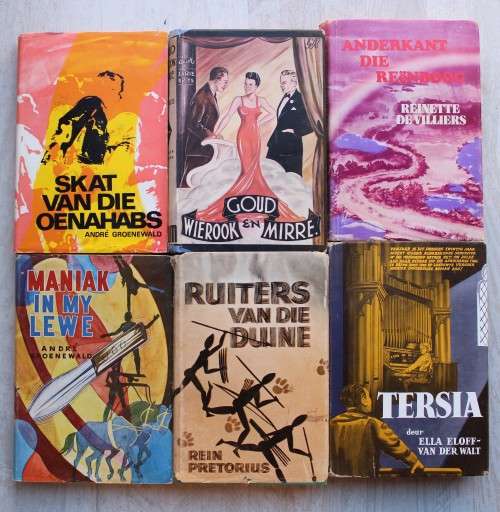 SKAT
VAN DIE
OENAHABS
ANDRÉ GROENEWALD
GOUD
WIEROOK EN MIRRE.
ANDERKANT
DIE
REËNBOOG
REINETTE
DE VILLIERS
MANIAK
IN MY
LEWE
ANDRÉ
GROENEWALD
RUITERS
VAN DIE
DUINE
REIN
PRETORIUS
TERSIA
deur
ELLA ELOFF-
VAN DER WALT